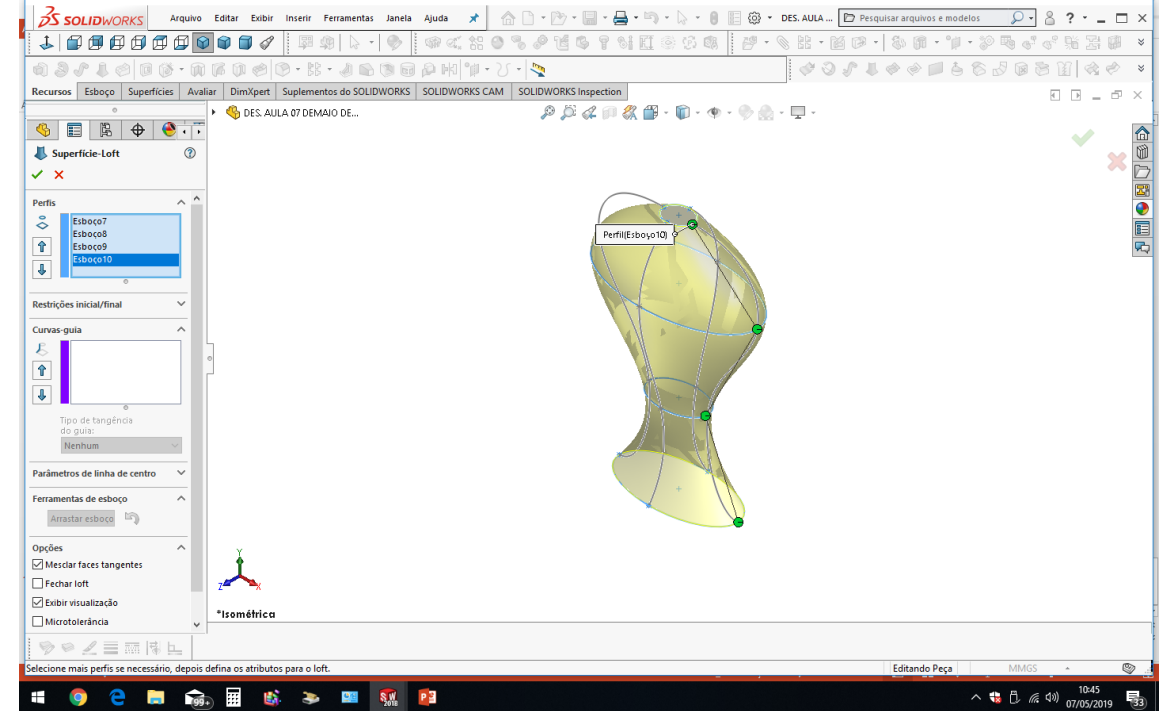 SOLIDWORKS Arquivo Editar Exibir Inserir Ferramentas Janela Ajuda DES. AULA ... Pesquisar arquivos e modelos
Recursos Esboço Superfícies Avaliar DimXpert Suplementos do SOLIDWORKS SOLIDWORKS CAM SOLIDWORKS Inspection
DES. AULA 07 DEMAIO DE...
Superfície-Loft
Perfis
Esboço7
Esboço8
Esboço9
Esboço10
Perfil(Esboço10)
Restrições inicial/final
Curvas-guia
Tipo de tangência
do guia:
Nenhum
Parâmetros de linha de centro
Ferramentas de esboço
Arrastar esboço
Opções
Mesclar faces tangentes
Fechar loft
Exibir visualização
Microtolerância
Y
Z
X
*Isométrica
Selecione mais perfis se necessário, depois defina os atributos para o loft.
Editando Peça
MMGS
99+
SW
2018
10:45
07/05/2019
33